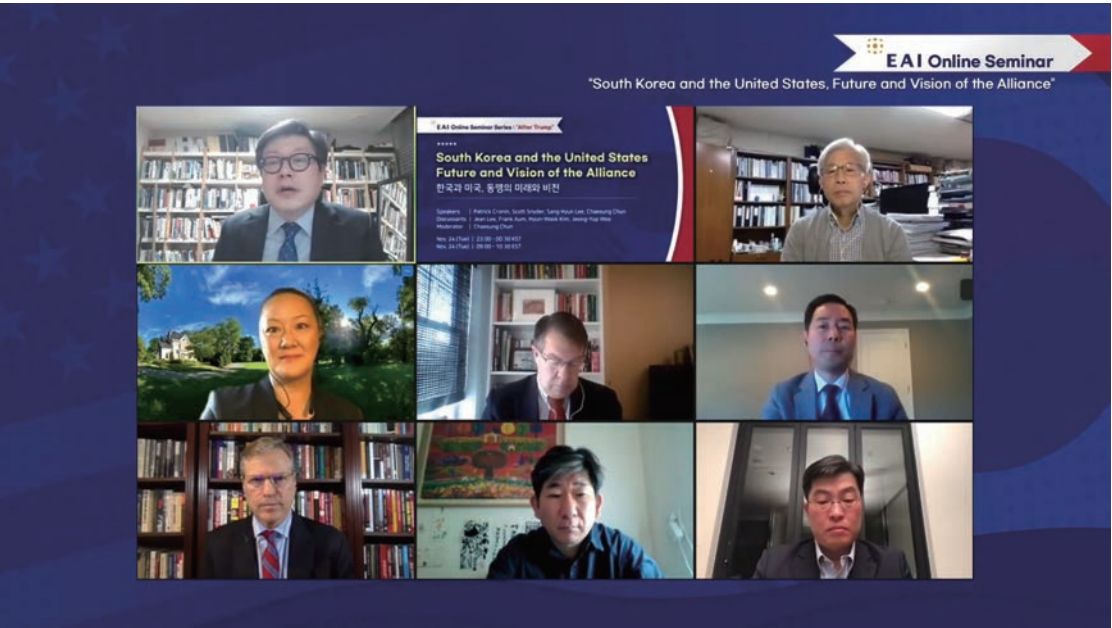 EAI Online Seminar
"South Korea and the United States, Future and Vision of the Alliance"
EAI Online Seminar Series : "After Trump"
South Korea and the United States
Future and Vision of the Alliance
한국과 미국, 동맹의 미래와 비전
Speakers | Patrick Cronin, Scott Snyder, Sang Hyun Lee, Chaesung Chun
Discussants | Jean Lee, Frank Aum, Hyun-Wook Kim, Jeong-Yup Woo
Moderator | Chaesung Chun
Nov. 24 (Tue) | 23:00 - 00:30 KST
Nov. 24 (Tue) | 09:00 - 10:30 EST